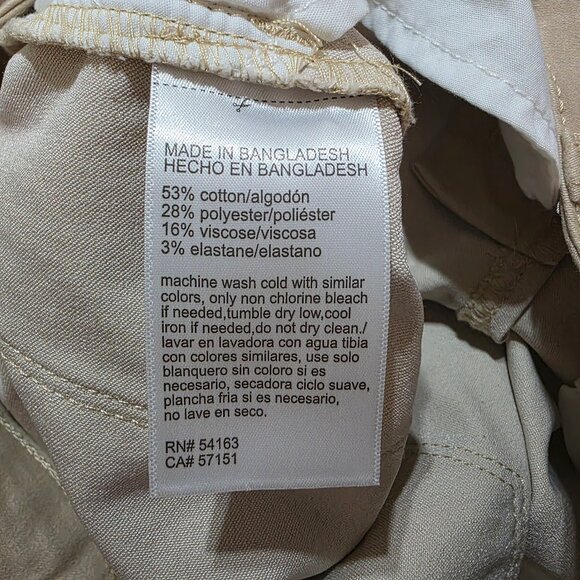 MADE IN BANGLADESH
HECHO EN BANGLADESH
53% cotton/algodón
28% polyester/poliéster
16% viscose/viscosa
3% elastane/elastano
machine wash cold with similar
colors, only non chlorine bleach
if needed,tumble dry low,cool
iron if needed,do not dry clean./
lavar en lavadora con agua tibia
con colores similares, use solo
blanquero sin color si es
necesario, secadora ciclo suave,
plancha fria si es necesario,
no lave en seco.
RN# 54163
CA# 57151